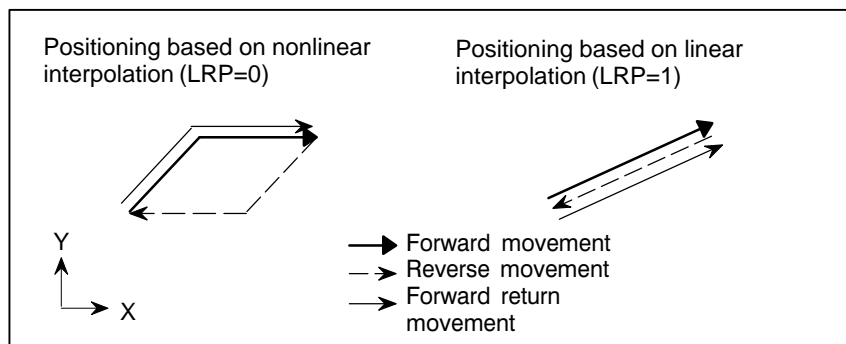 Positioning based on nonlinear
interpolation (LRP=0)
Positioning based on linear
interpolation (LRP=1)
Y
X
Forward movement
Reverse movement
Forward return
movement